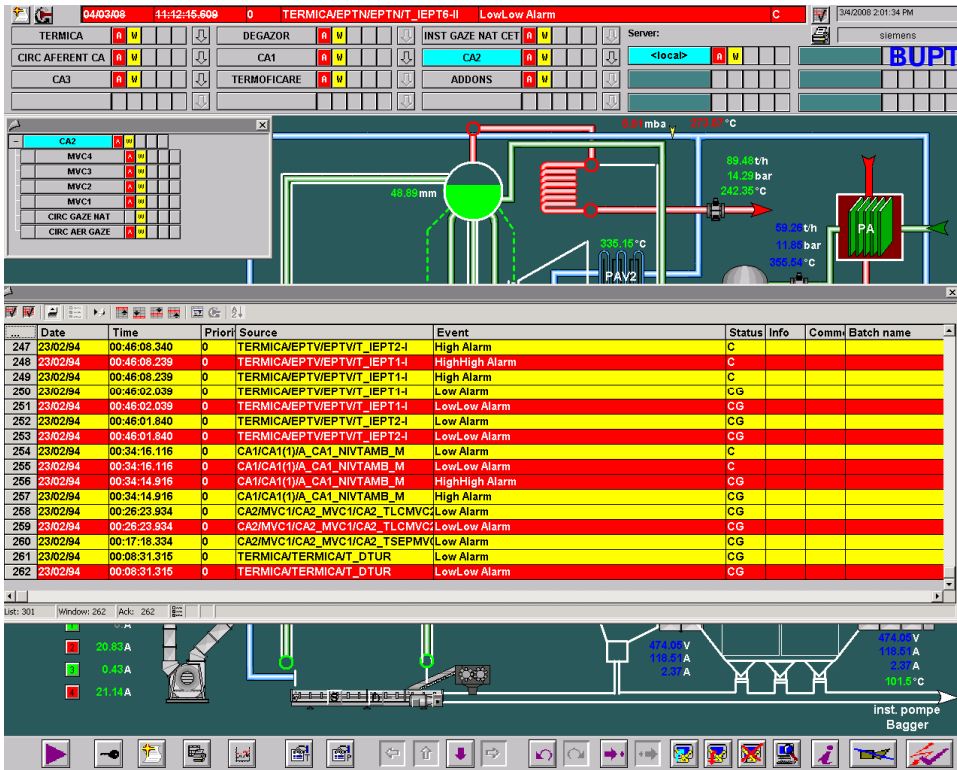 04/03/08 11:12:15.609 0 TERMICA/EPTN/EPTN/T_IEPT6-II LowLow Alarm C 3/4/2008 2:01:34 PM
TERMICA A W DEGAZOR A W INST GAZE NAT CET A W Server: siemens
CIRC AFERENT CA A W CA1 A W CA2 A W <local> A W BUPT
CA3 A W TERMOFICARE A W ADDONS A W
CA2 A W
MVC4 A W
MVC3 A W
MVC2 A W
MVC1 A W
CIRC GAZE NAT W
CIRC AER GAZE A W
mba °C
89.48t/h
14.29bar
242.35°C
48.89mm
59.26t/h
11.85bar
355.54°C
PA
335.15°C
PAV2
... Date Time Priori Source Event Status Info Comme Batch name
247 23/02/94 00:46:08.340 0 TERMICA/EPTV/EPTV/T_IEPT2-I High Alarm C
248 23/02/94 00:46:08.239 0 TERMICA/EPTV/EPTV/T_IEPT1-I HighHigh Alarm C
249 23/02/94 00:46:08.239 0 TERMICA/EPTV/EPTV/T_IEPT1-I High Alarm C
250 23/02/94 00:46:02.039 0 TERMICA/EPTV/EPTV/T_IEPT1-I Low Alarm CG
251 23/02/94 00:46:02.039 0 TERMICA/EPTV/EPTV/T_IEPT1-I LowLow Alarm CG
252 23/02/94 00:46:01.840 0 TERMICA/EPTV/EPTV/T_IEPT2-I Low Alarm CG
253 23/02/94 00:46:01.840 0 TERMICA/EPTV/EPTV/T_IEPT2-I LowLow Alarm CG
254 23/02/94 00:34:16.116 0 CA1/CA1(1)/A_CA1_NIVTAMB_M Low Alarm C
255 23/02/94 00:34:16.116 0 CA1/CA1(1)/A_CA1_NIVTAMB_M LowLow Alarm C
256 23/02/94 00:34:14.916 0 CA1/CA1(1)/A_CA1_NIVTAMB_M HighHigh Alarm CG
257 23/02/94 00:34:14.916 0 CA1/CA1(1)/A_CA1_NIVTAMB_M High Alarm CG
258 23/02/94 00:26:23.934 0 CA2/MVC1/CA2_MVC1/CA2_TLCMVC2 Low Alarm CG
259 23/02/94 00:26:23.934 0 CA2/MVC1/CA2_MVC1/CA2_TLCMVC2 LowLow Alarm CG
260 23/02/94 00:17:18.334 0 CA2/MVC1/CA2_MVC1/CA2_TSEPMV( Low Alarm CG
261 23/02/94 00:08:31.315 0 TERMICA/TERMICA/T_DTUR Low Alarm CG
262 23/02/94 00:08:31.315 0 TERMICA/TERMICA/T_DTUR LowLow Alarm CG
List: 301 Window: 262 Ack: 262
1 A
2 20.83A
3 0.43A
4 21.14A
474.05V
118.51A
2.37A
474.05V
118.51A
2.37A
101.5°C
S D
inst. pompe
Bagger